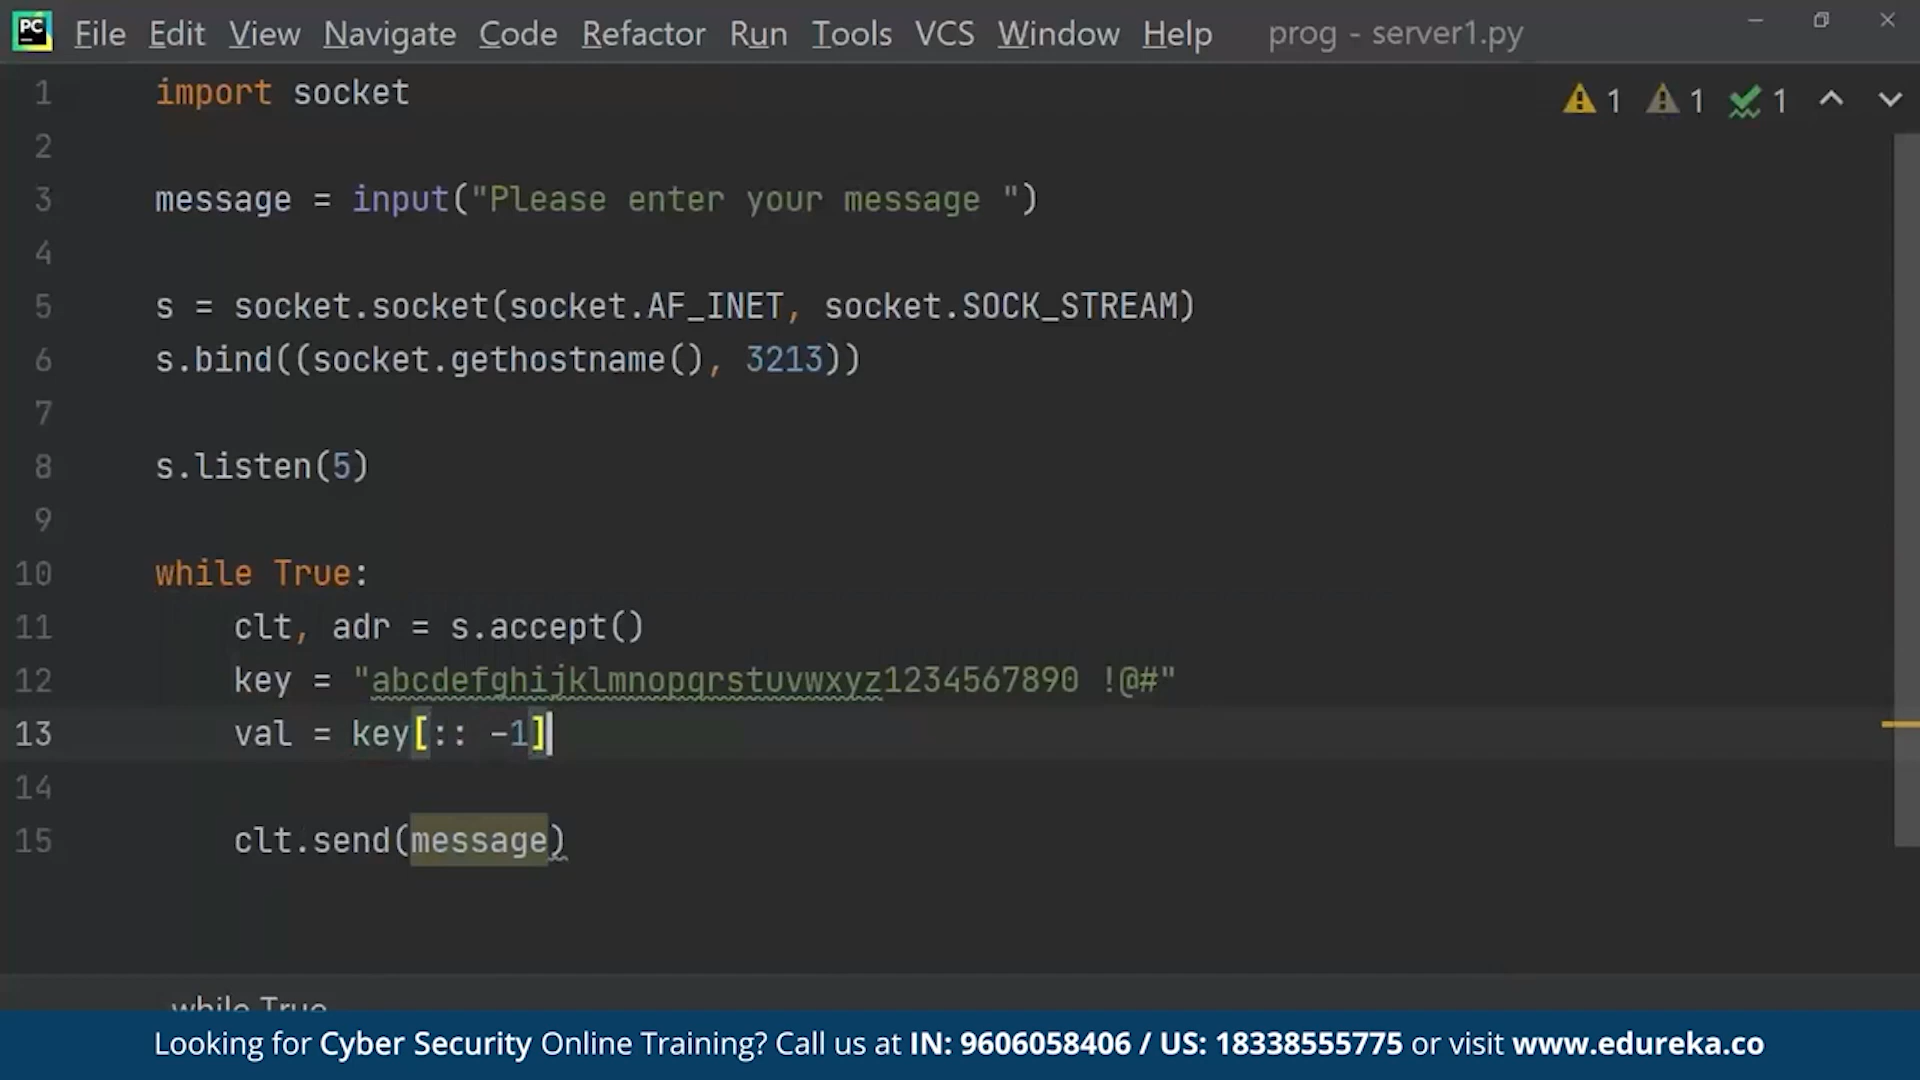 PC File Edit View Navigate Code Refactor Run Tools VCS Window Help prog - server1.py
1 import socket 1 1 1
2
3 message = input("Please enter your message ")
4
5 s = socket.socket(socket.AF_INET, socket.SOCK_STREAM)
6 s.bind((socket.gethostname(), 3213))
7
8 s.listen(5)
9
10 while True:
11 clt, adr = s.accept()
12 key = "abcdefghijklmnopqrstuvwxyz1234567890 !@#"
13 val = key[:: -1]
14
15 clt.send(message)
while True
Looking for Cyber Security Online Training? Call us at IN: 9606058406 / US: 18338555775 or visit www.edureka.co